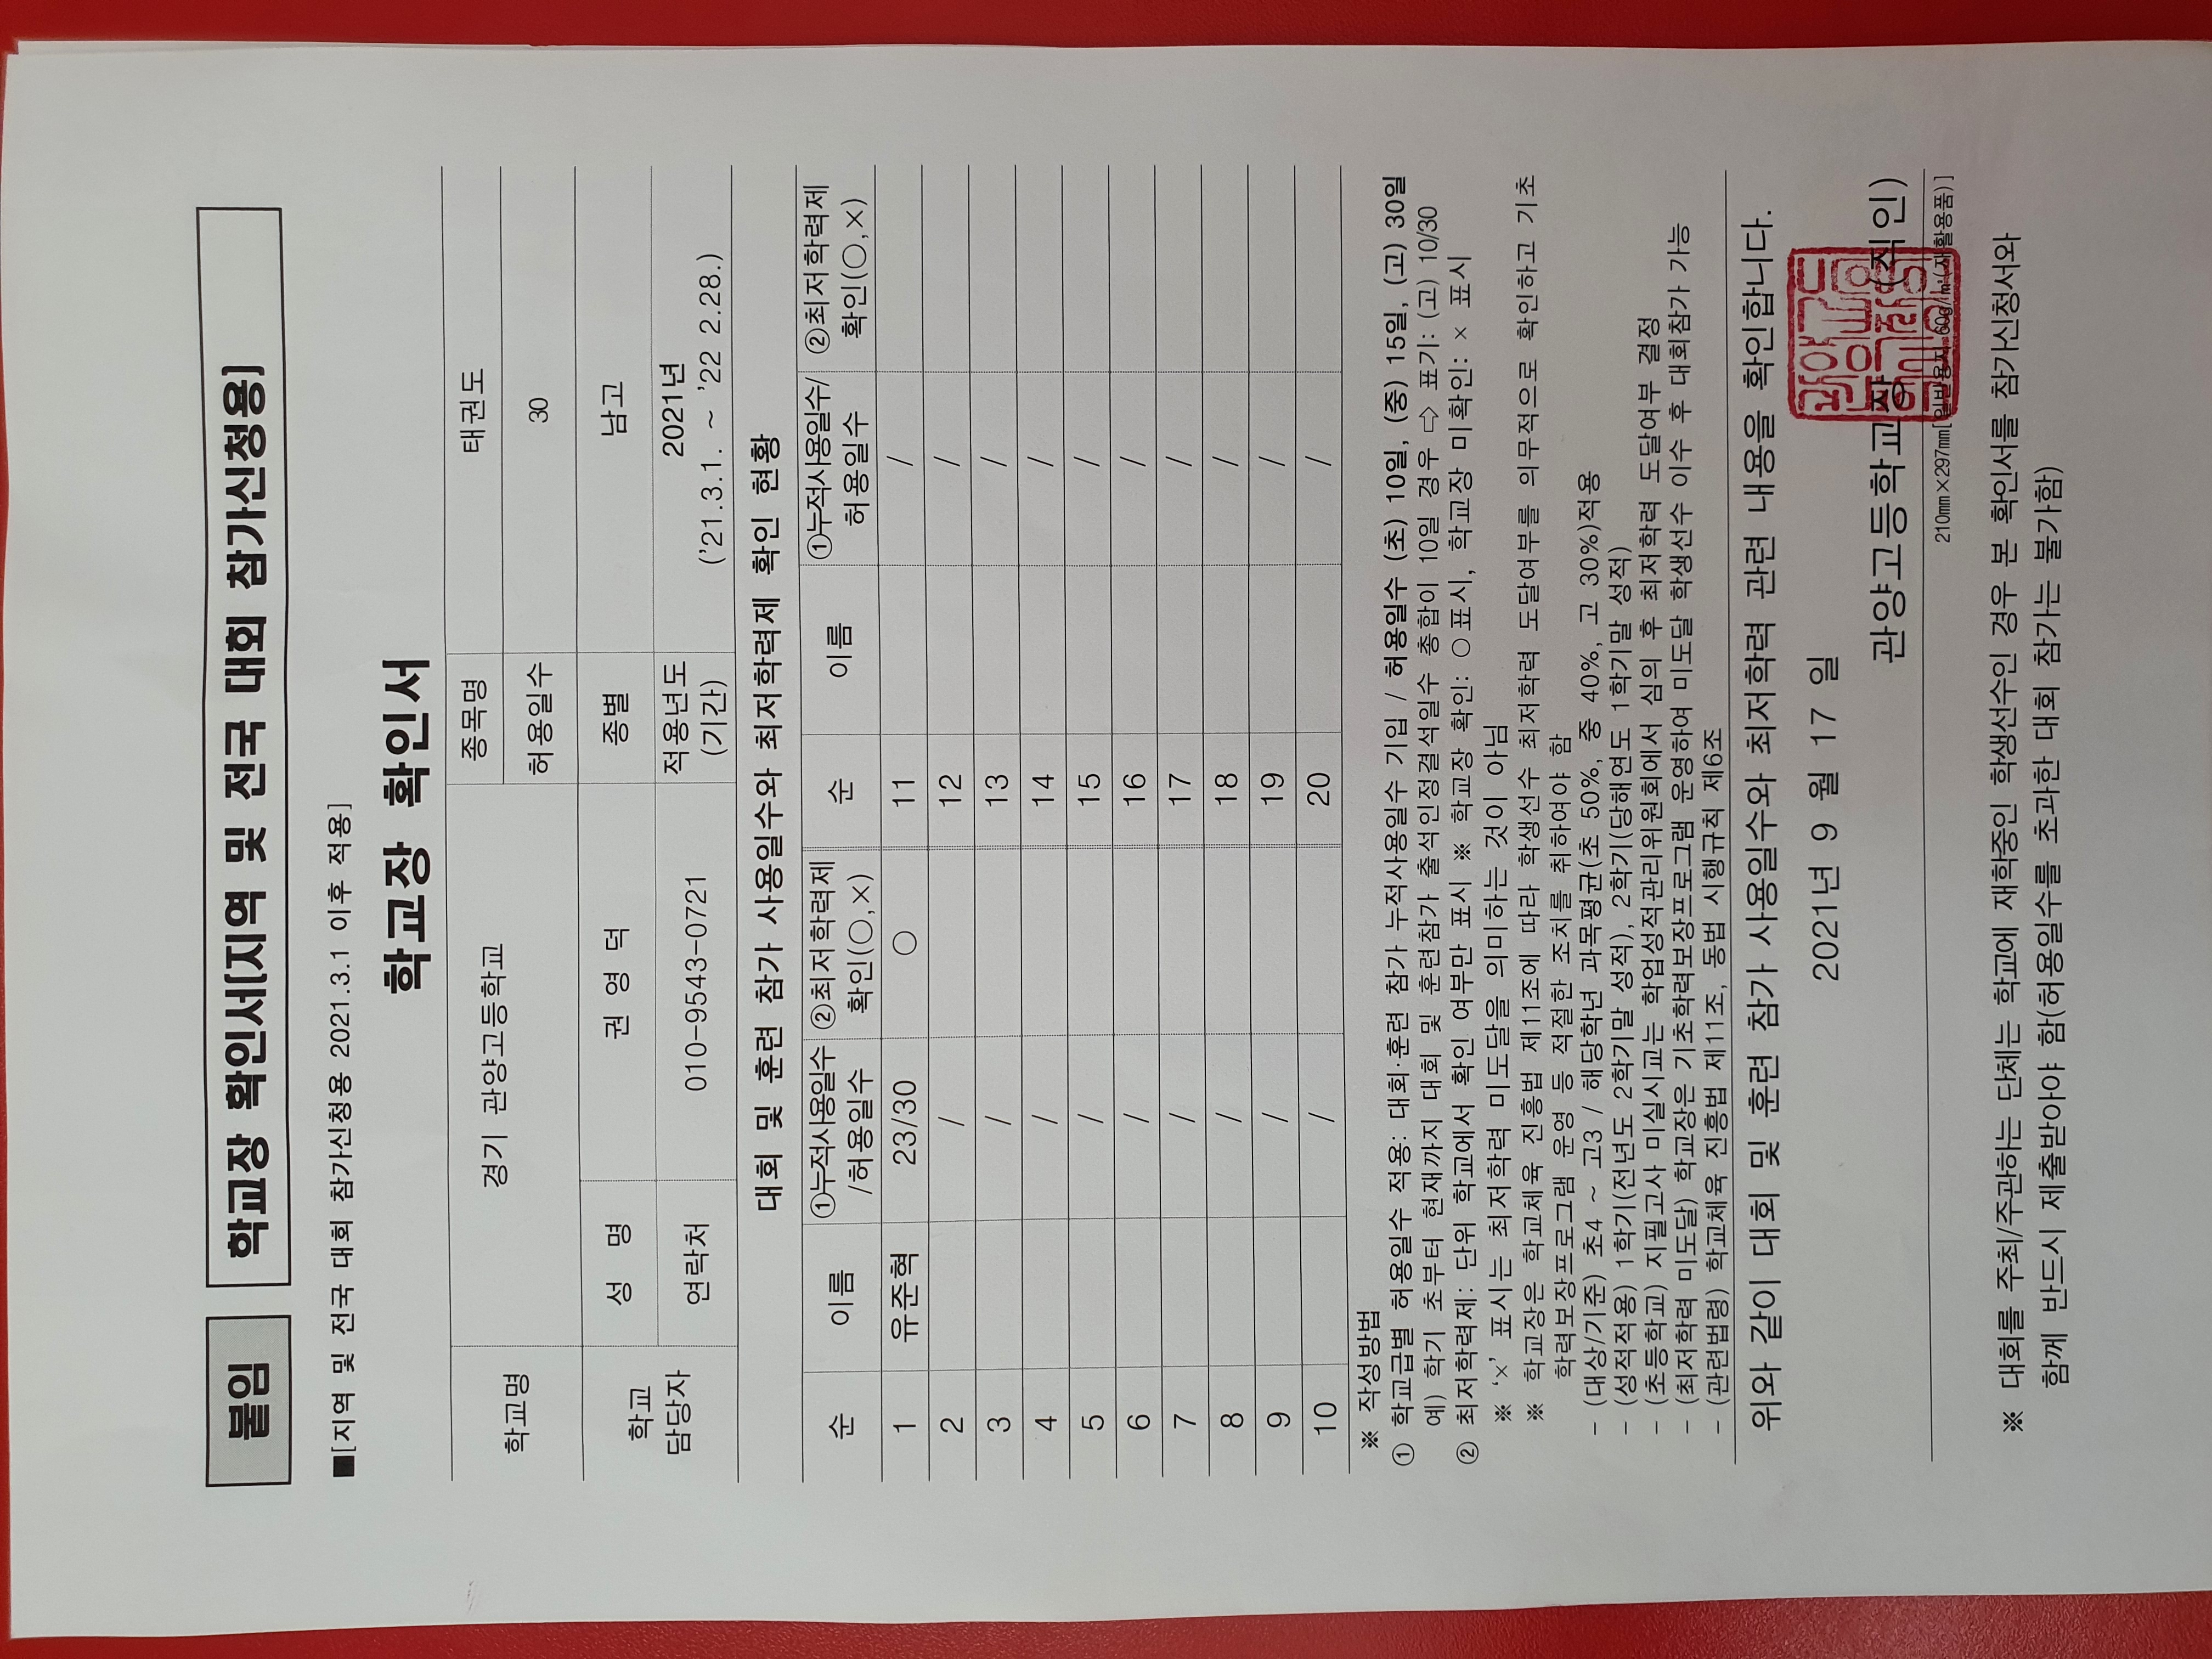 붙임
학교장 확인서[지역 및 전국 대회 참가신청용]
■[지역 및 전국 대회 참가신청용 2021.3.1 이후 적용]
학교장 확인서
학교명 경기 관양고등학교 종목명 태권도
허용일수 30
학교 담당자 성 명 권 영 덕 종별 남고
연락처 010-9543-0721 적용년도 (기간) 2021년
('21.3.1. ~ '22 2.28.)
대회 및 훈련 참가 사용일수와 최저학력제 확인 현황
순 이름 ①누적사용일수 ②최저학력제 순 이름 ①누적사용일수/ ②최저학력제
/허용일수 확인(○,×) 허용일수 확인(○,×)
1 유준혁 23/30 ○ 11 /
2 / 12 /
3 / 13 /
4 / 14 /
5 / 15 /
6 / 16 /
7 / 17 /
8 / 18 /
9 / 19 /
10 / 20 /
※ 작성방법
① 학교급별 허용일수 적용: 대회·훈련 참가 누적사용일수 기입 / 허용일수 (초) 10일, (중) 15일, (고) 30일
예) 학기 초부터 현재까지 대회 및 훈련참가 출석인정결석일수 총합이 10일 경우 ⇨ 표기: (고) 10/30
② 최저학력제: 단위 학교에서 확인 여부만 표시 ※ 학교장 확인: ○표시, 학교장 미확인: × 표시
※ '×' 표시는 최저학력 미도달을 의미하는 것이 아님
※ 학교장은 학교체육 진흥법 제11조에 따라 학생선수 최저학력 도달여부를 의무적으로 확인하고 기초
학력보장프로그램 운영 등 적절한 조치를 취하여야 함
- (대상/기준) 초4 ~ 고3 / 해당학년 과목평균(초 50%, 중 40%, 고 30%)적용
- (성적적용) 1학기(전년도 2학기말 성적), 2학기(당해연도 1학기말 성적)
- (초등학교) 지필고사 미실시교는 학업성적관리위원회에서 심의 후 최저학력 도달여부 결정
- (최저학력 미도달) 학교장은 기초학력보장프로그램 운영하여 미도달 학생선수 이수 후 대회참가 가능
- (관련법령) 학교체육 진흥법 제11조, 동법 시행규칙 제6조
위와 같이 대회 및 훈련 참가 사용일수와 최저학력 관련 내용을 확인합니다.
2021년 9 월 17 일
관양고등학교장 (직인)
210mm×297mm[일반용지 60g/㎡(재활용품)]
※ 대회를 주최/주관하는 단체는 학교에 재학중인 학생선수인 경우 본 확인서를 참가신청서와
함께 반드시 제출받아야 함(허용일수를 초과한 대회 참가는 불가함)